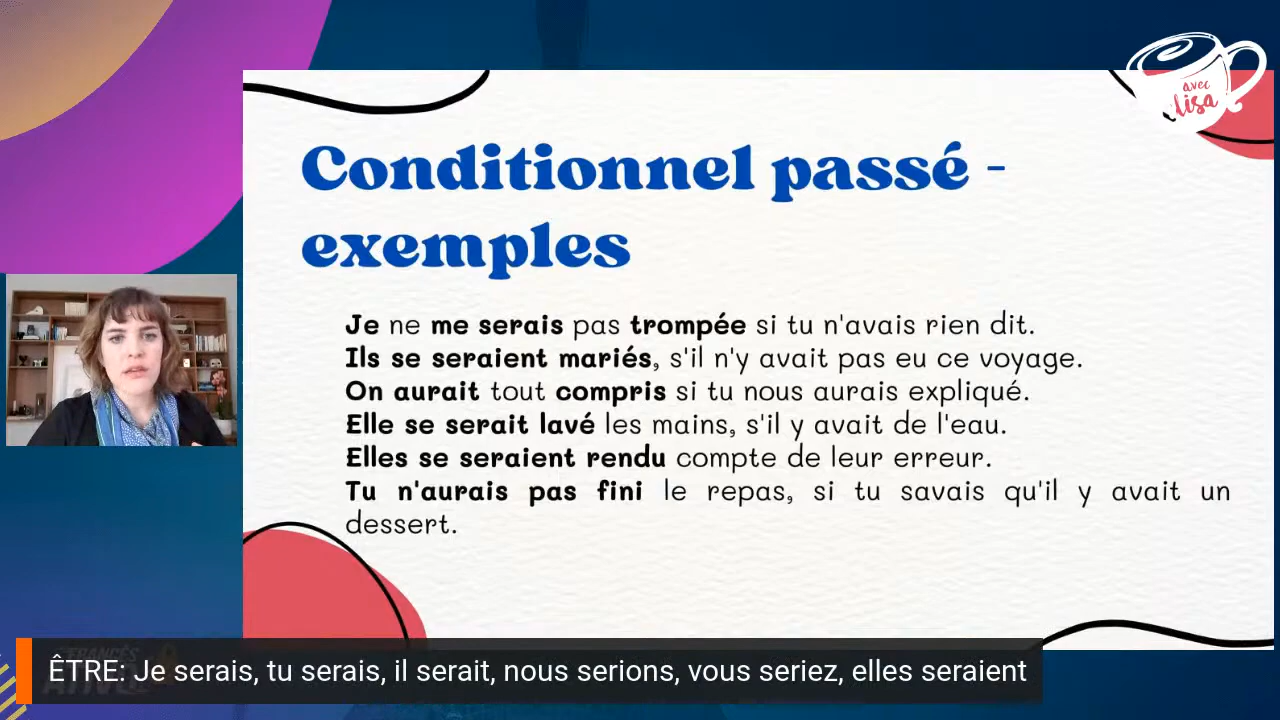 avec
lisa
Conditionnel passé -
exemples
Je ne me serais pas trompée si tu n'avais rien dit.
Ils se seraient mariés, s'il n'y avait pas eu ce voyage.
On aurait tout compris si tu nous aurais expliqué.
Elle se serait lavé les mains, s'il y avait de l'eau.
Elles se seraient rendu compte de leur erreur.
Tu n'aurais pas fini le repas, si tu savais qu'il y avait un
dessert.
FRANCÊS
ATIVO
ÊTRE: Je serais, tu serais, il serait, nous serions, vous seriez, elles seraient